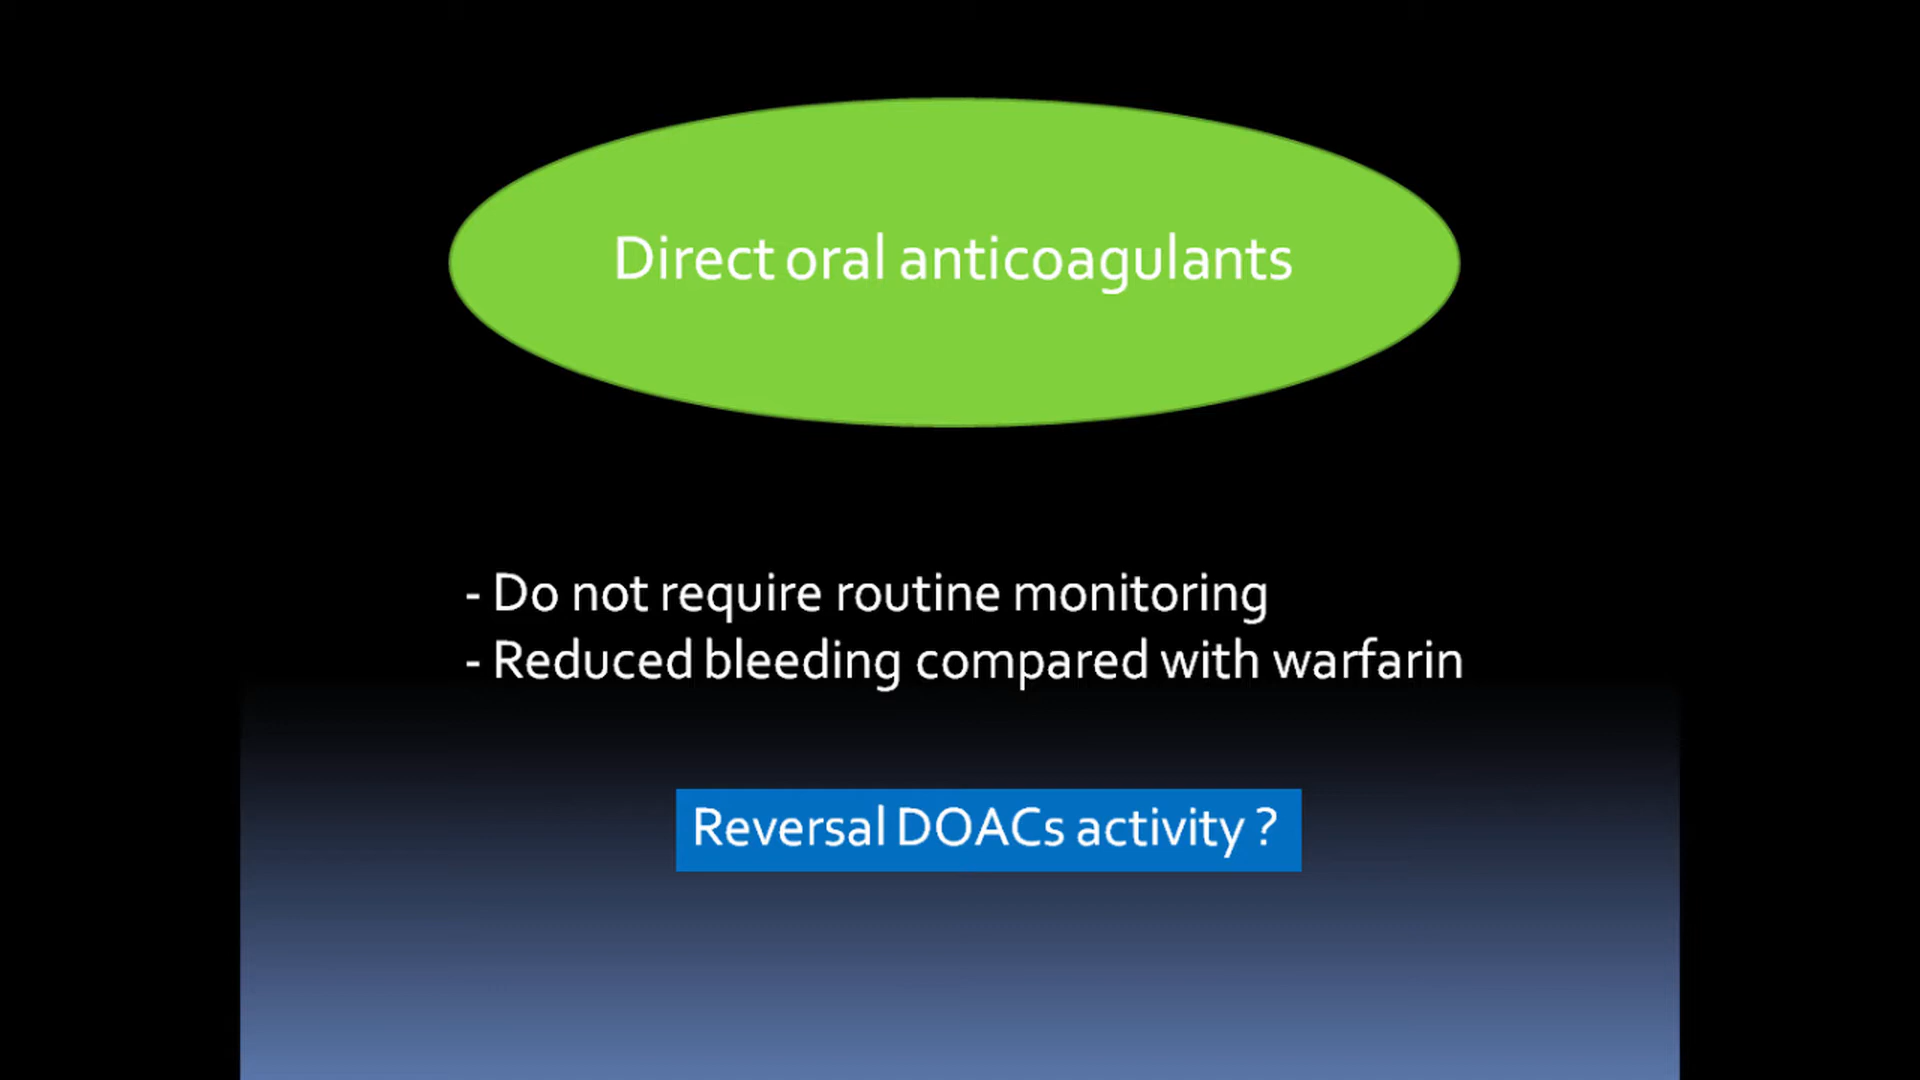 Direct oral anticoagulants
- Do not require routine monitoring
- Reduced bleeding compared with warfarin
Reversal DOACs activity ?